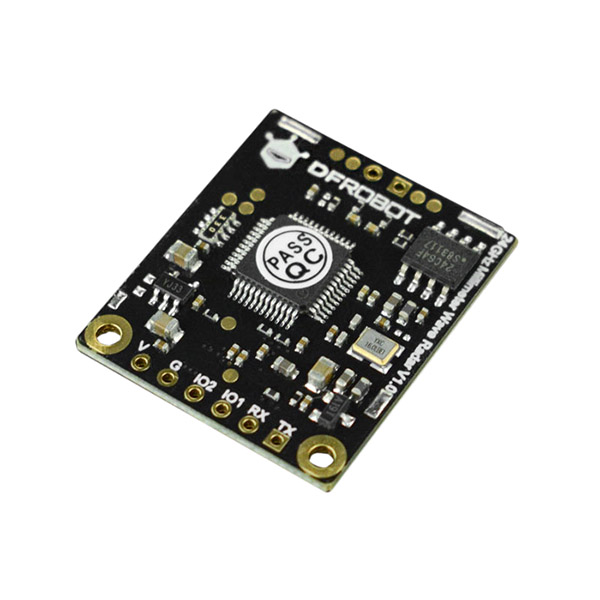 DFROBOT
24GHz Millimeter Wave Radar V1.0
PASS
QC
V
G
IO2
IO1
RX
TX